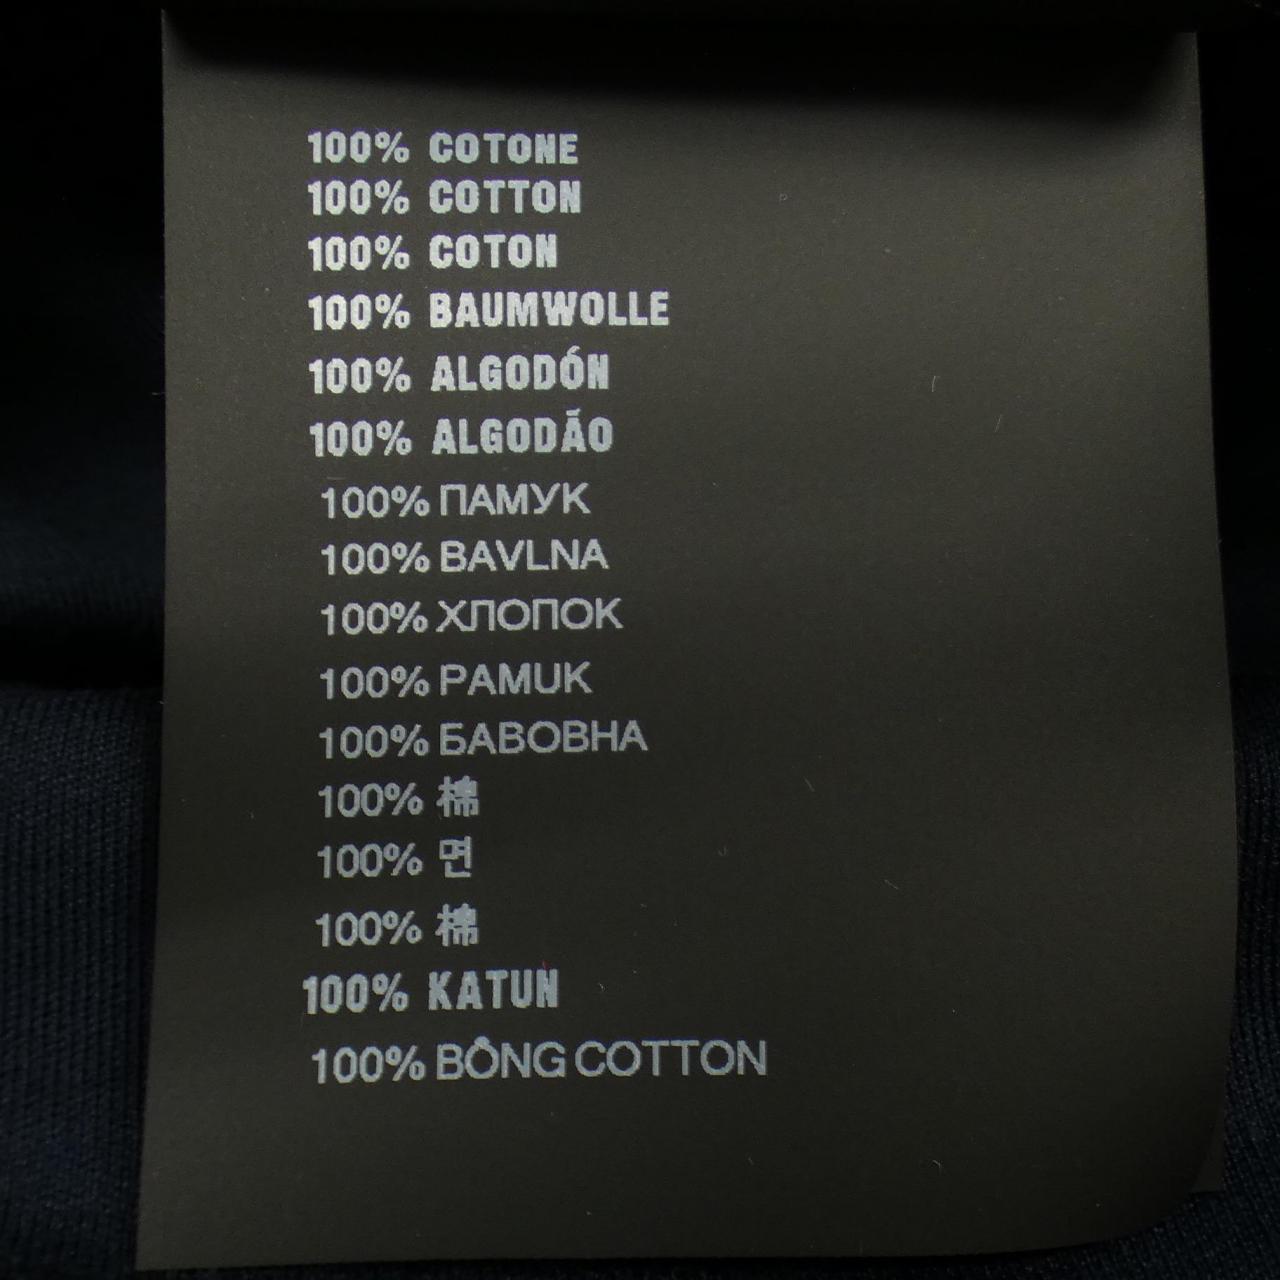 100% COTONE
100% COTTON
100% COTON
100% BAUMWOLLE
100% ALGODÓN
100% ALGODÃO
100% ПАМУК
100% BAVLNA
100% ХЛОПОК
100% PAMUK
100% БАВОВНА
100% 棉
100% 면
100% 棉
100% KATUN
100% BÔNG COTTON